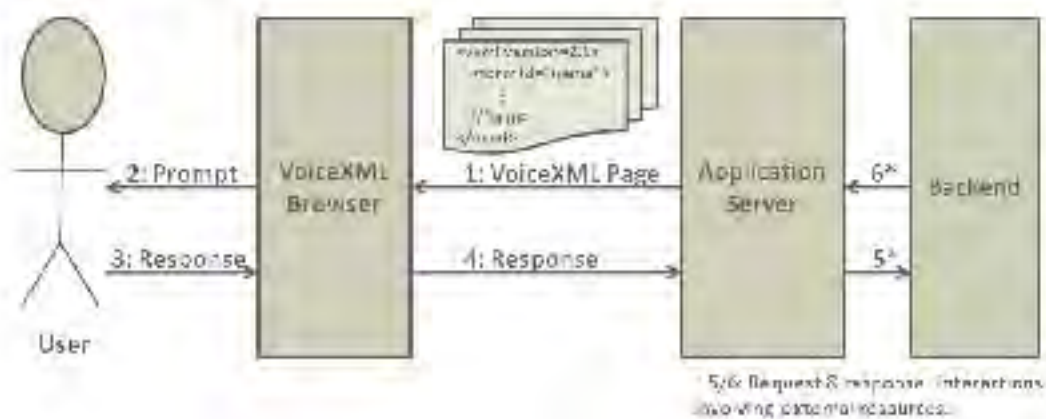 2: Prompt
VoiceXML
Browser
1: VoiceXML Page
Application
Server
6*
Backend
3: Response
4: Response
5*
User
5/6: Request & response interactions
involving external resources.